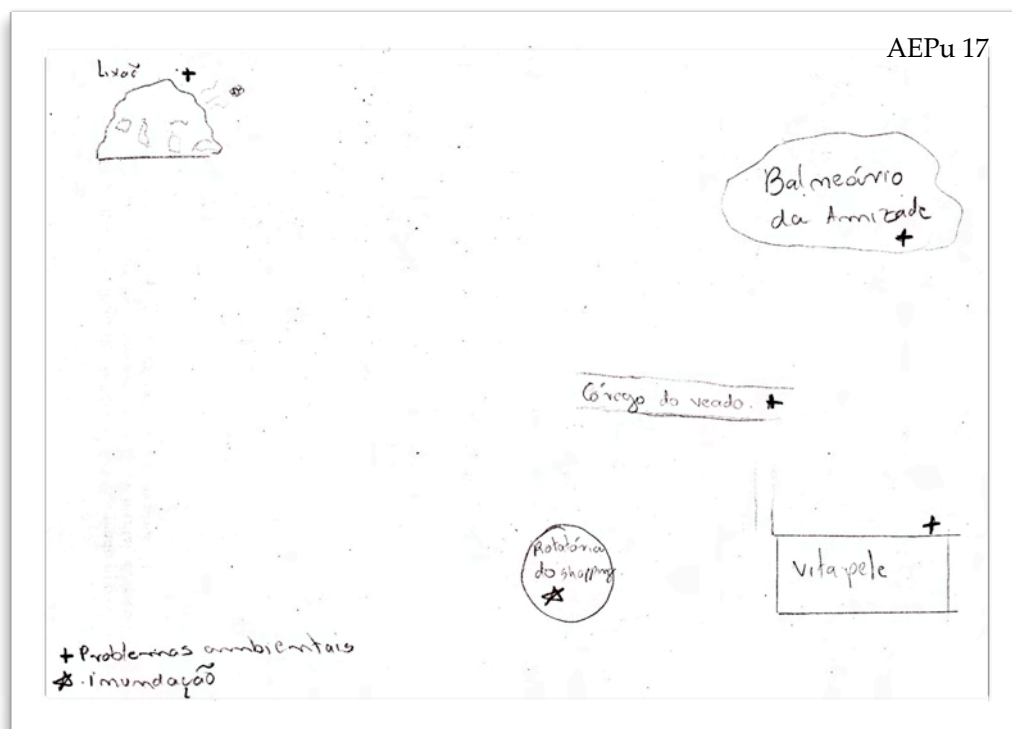 AEPu 17
Lixão +
Balneário
da Amizade
+
Córrego do veado. +
+
Rotatória
do shopping
Vitapele
+ Problemas ambientais
inundação